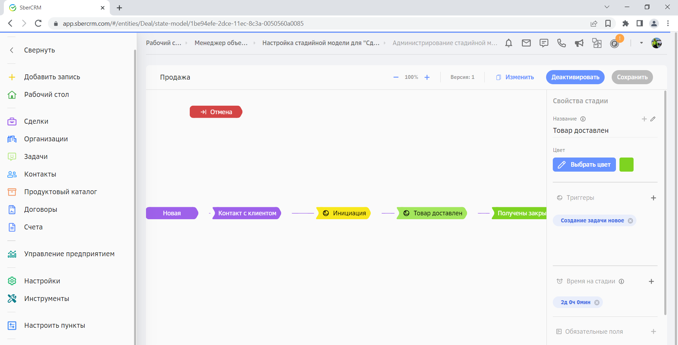 SberCRM
app.sbercrm.com/#/entities/Deal/state-model/1be94efe-2dce-11ec-8c3a-0050560a0085
Свернуть
Рабочий с...
Менеджер объе...
Настройка стадийной модели для "Сд...
Администрирование стадийной м...
Добавить запись
Рабочий стол
Сделки
Организации
Задачи
Контакты
Продуктовый каталог
Договоры
Счета
Управление предприятием
Настройки
Инструменты
Настроить пункты
Продажа
100%
Версия: 1
Изменить
Деактивировать
Сохранить
Отмена
Новая
Контакт с клиентом
Инициация
Товар доставлен
Получены закры
Свойства стадии
Название
Товар доставлен
Цвет
Выбрать цвет
Триггеры
Создание задача новое
Время на стадии
2д 0ч 0мин
Обязательные поля